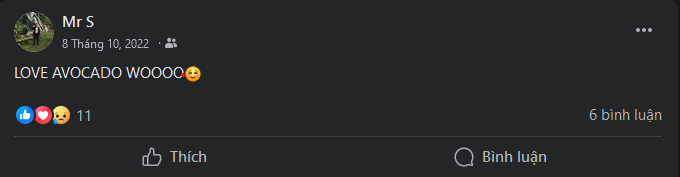 Mr S
8 Tháng 10, 2022 ·
LOVE AVOCADO WOOOO☺️
11
6 bình luận
Thích
Bình luận